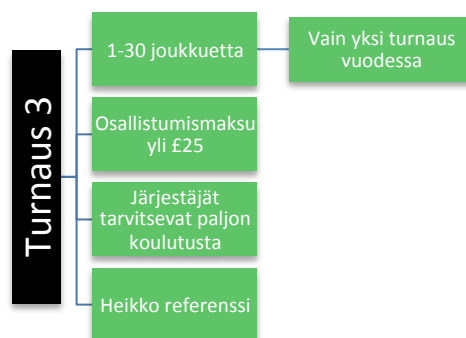 Turnaus 3
1-30 joukkuetta
Vain yksi turnaus
vuodessa
Osallistumismaksu
yli £25
Järjestäjät
tarvitsevat paljon
koulutusta
Heikko referenssi